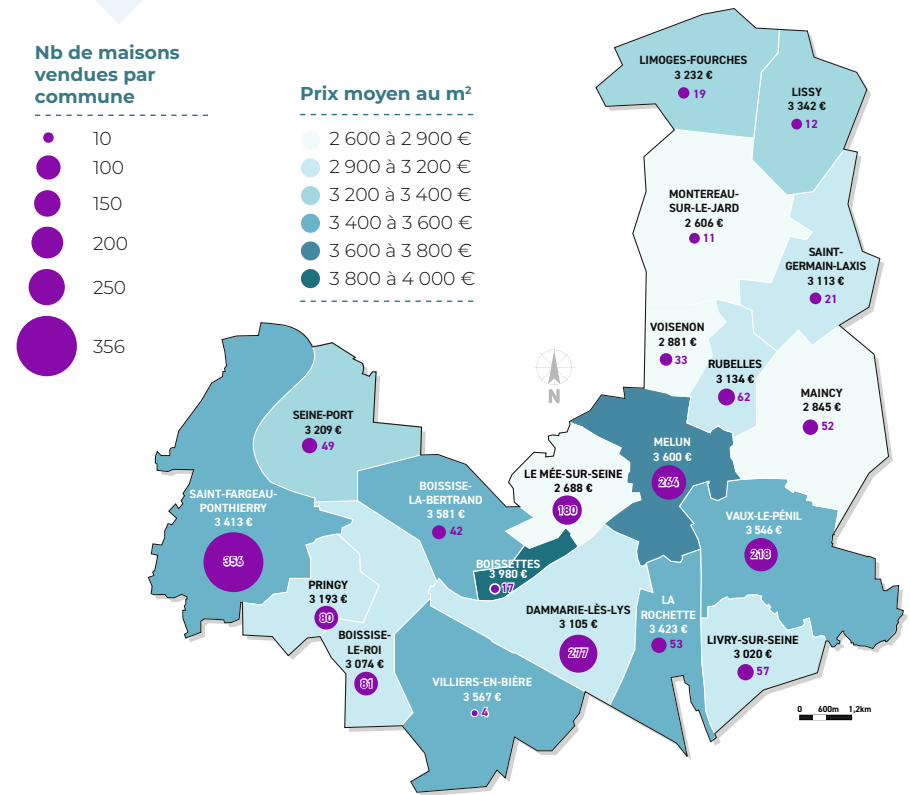 Nb de maisons
vendues par
commune
10
100
150
200
250
356
Prix moyen au m²
2 600 à 2 900 €
2 900 à 3 200 €
3 200 à 3 400 €
3 400 à 3 600 €
3 600 à 3 800 €
3 800 à 4 000 €
LIMOGES-FOURCHES
3 232 €
19
LISSY
3 342 €
12
MONTEREAU-
SUR-LE-JARD
2 606 €
11
SAINT-
GERMAIN-LAXIS
3 113 €
21
VOISENON
2 881 €
33
RUBELLES
3 134 €
62
MAINCY
2 845 €
52
N
SEINE-PORT
3 209 €
49
MELUN
3 600 €
264
LE MÉE-SUR-SEINE
2 688 €
180
BOISSISE-
LA-BERTRAND
3 581 €
42
SAINT-FARGEAU-
PONTHIERRY
3 413 €
356
VAUX-LE-PÉNIL
3 546 €
218
BOISSETTES
3 980 €
17
PRINGY
3 193 €
80
DAMMARIE-LÈS-LYS
3 105 €
277
LA
ROCHETTE
3 423 €
53
BOISSISE-
LE-ROI
3 074 €
81
LIVRY-SUR-SEINE
3 020 €
57
VILLIERS-EN-BIÈRE
3 567 €
4
0 600m 1,2km